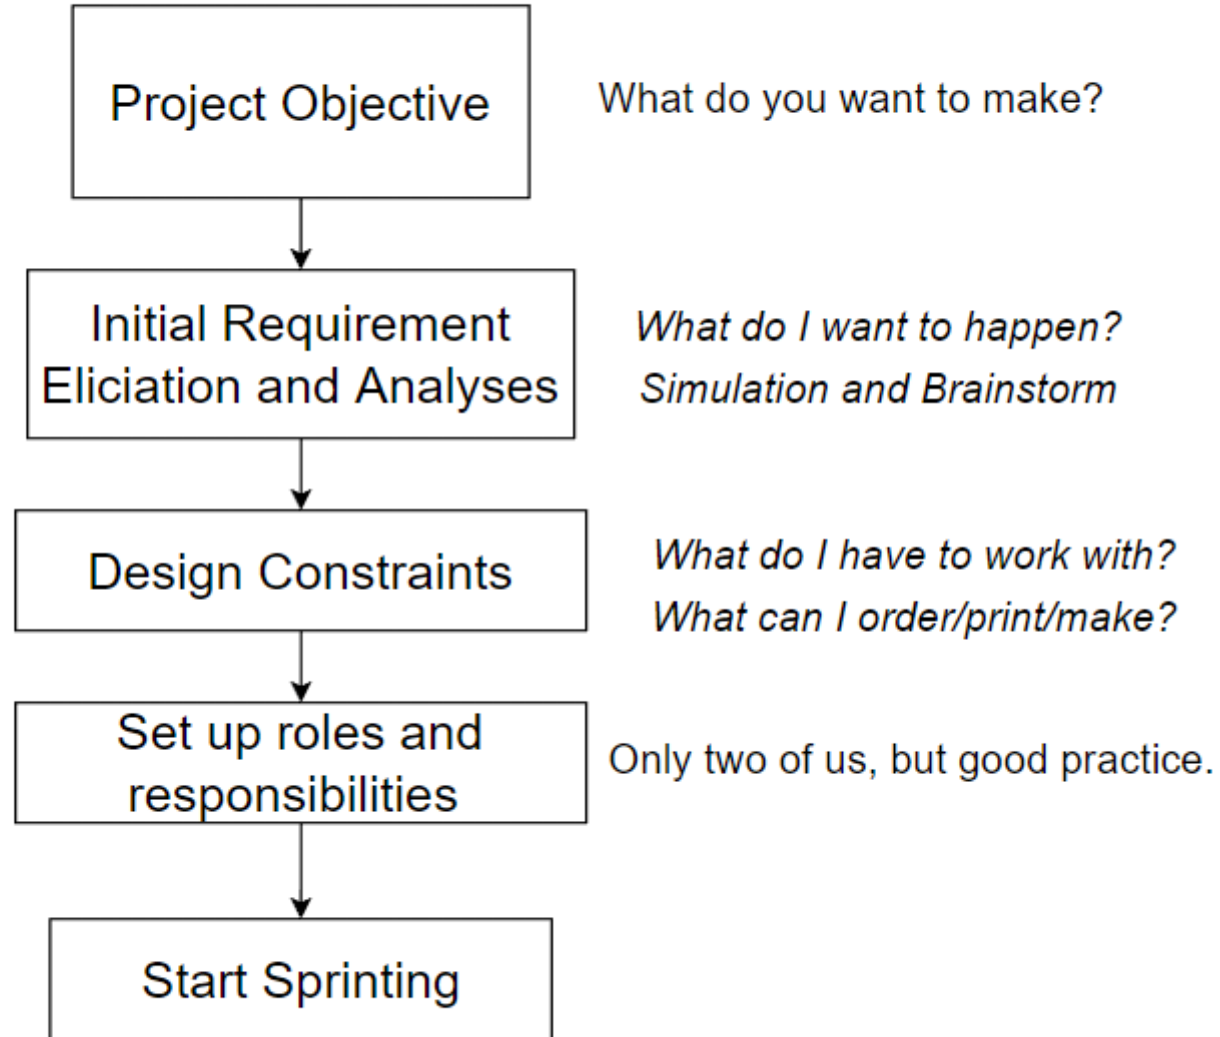 Project Objective
What do you want to make?
Initial Requirement
Eliciation and Analyses
What do I want to happen?
Simulation and Brainstorm
Design Constraints
What do I have to work with?
What can I order/print/make?
Set up roles and
responsibilities
Only two of us, but good practice.
Start Sprinting